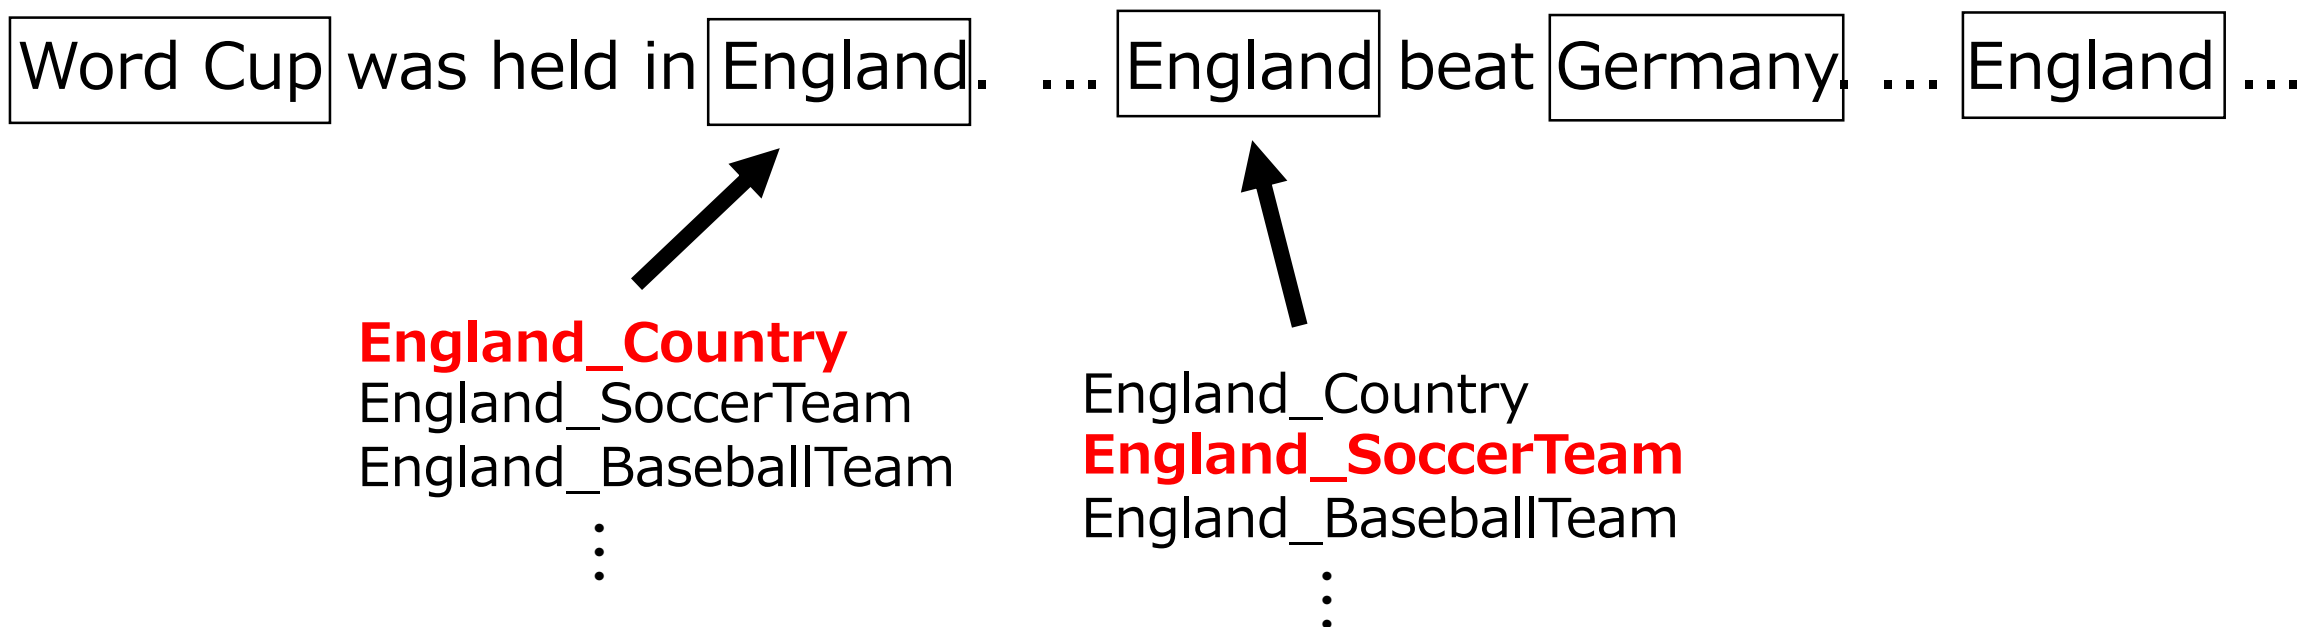 Word Cup was held in England. ... England beat Germany. ... England ...
England_Country
England_SoccerTeam
England_BaseballTeam
⋮
England_Country
England_SoccerTeam
England_BaseballTeam
⋮